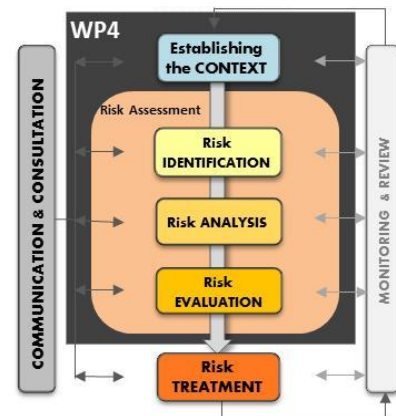 WP4
Establishing
the CONTEXT
Risk Assessment
Risk
IDENTIFICATION
Risk ANALYSIS
Risk
EVALUATION
Risk
TREATMENT
COMMUNICATION & CONSULTATION
MONITORING & REVIEW